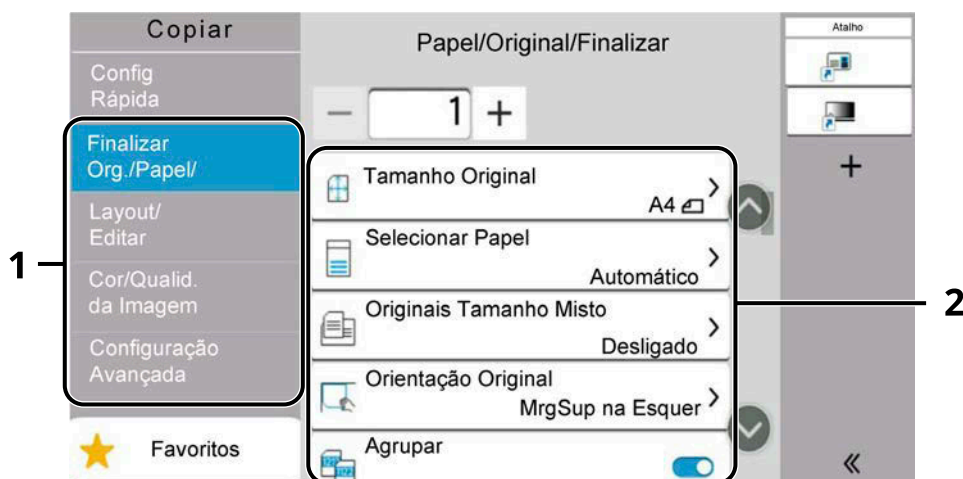 Copiar
Config
Rápida
Finalizar
Org./Papel/
Layout/
Editar
Cor/Qualid.
da Imagem
Configuração
Avançada
Favoritos
1
Papel/Original/Finalizar
1
Tamanho Original
A4
Selecionar Papel
Automático
Originais Tamanho Misto
Desligado
Orientação Original
MrgSup na Esquer
Agrupar
2
Atalho